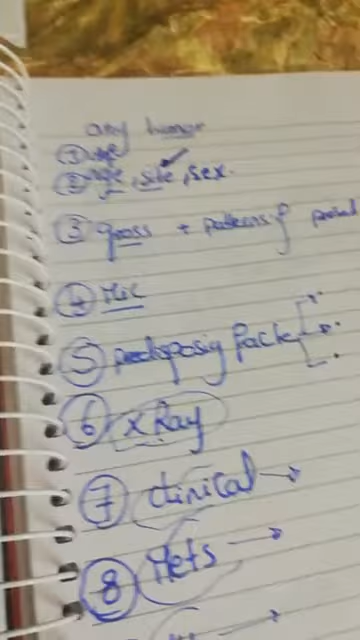 any tumor
①
② age, site, sex.
③ gross + patterns of
④ Mic
⑤ predisposing Factors
⑥ X Ray
⑦ Clinical →
⑧ Mets →